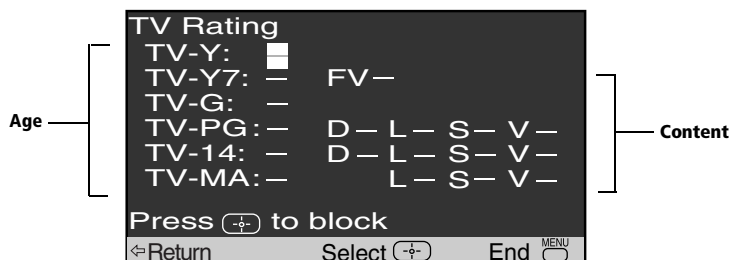 TV Rating
TV-Y: –
TV-Y7: – FV –
TV-G: –
Age
TV-PG: – D – L – S – V –
Content
TV-14: – D – L – S – V –
TV-MA: – L – S – V –
Press to block
Return Select End MENU